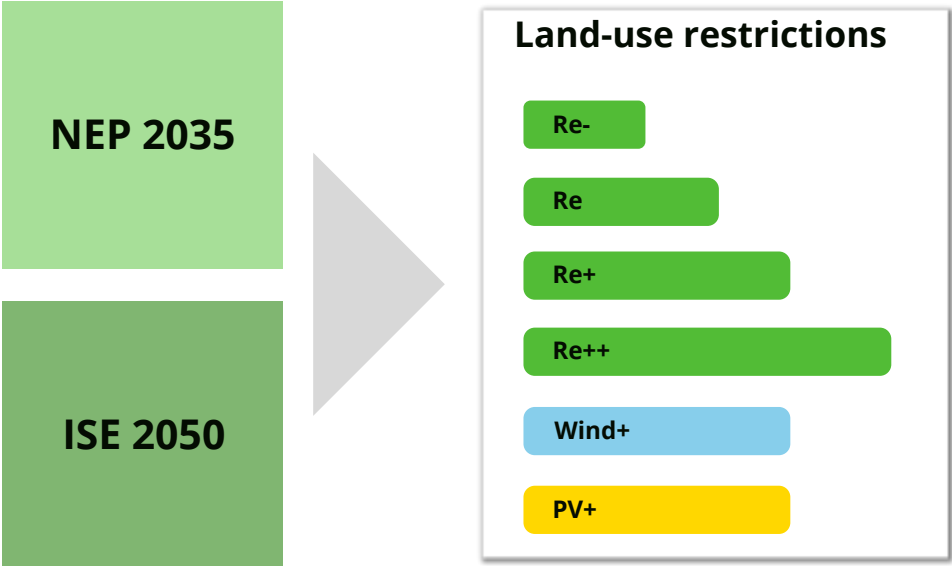 NEP 2035
ISE 2050
Land-use restrictions
Re-
Re
Re+
Re++
Wind+
PV+